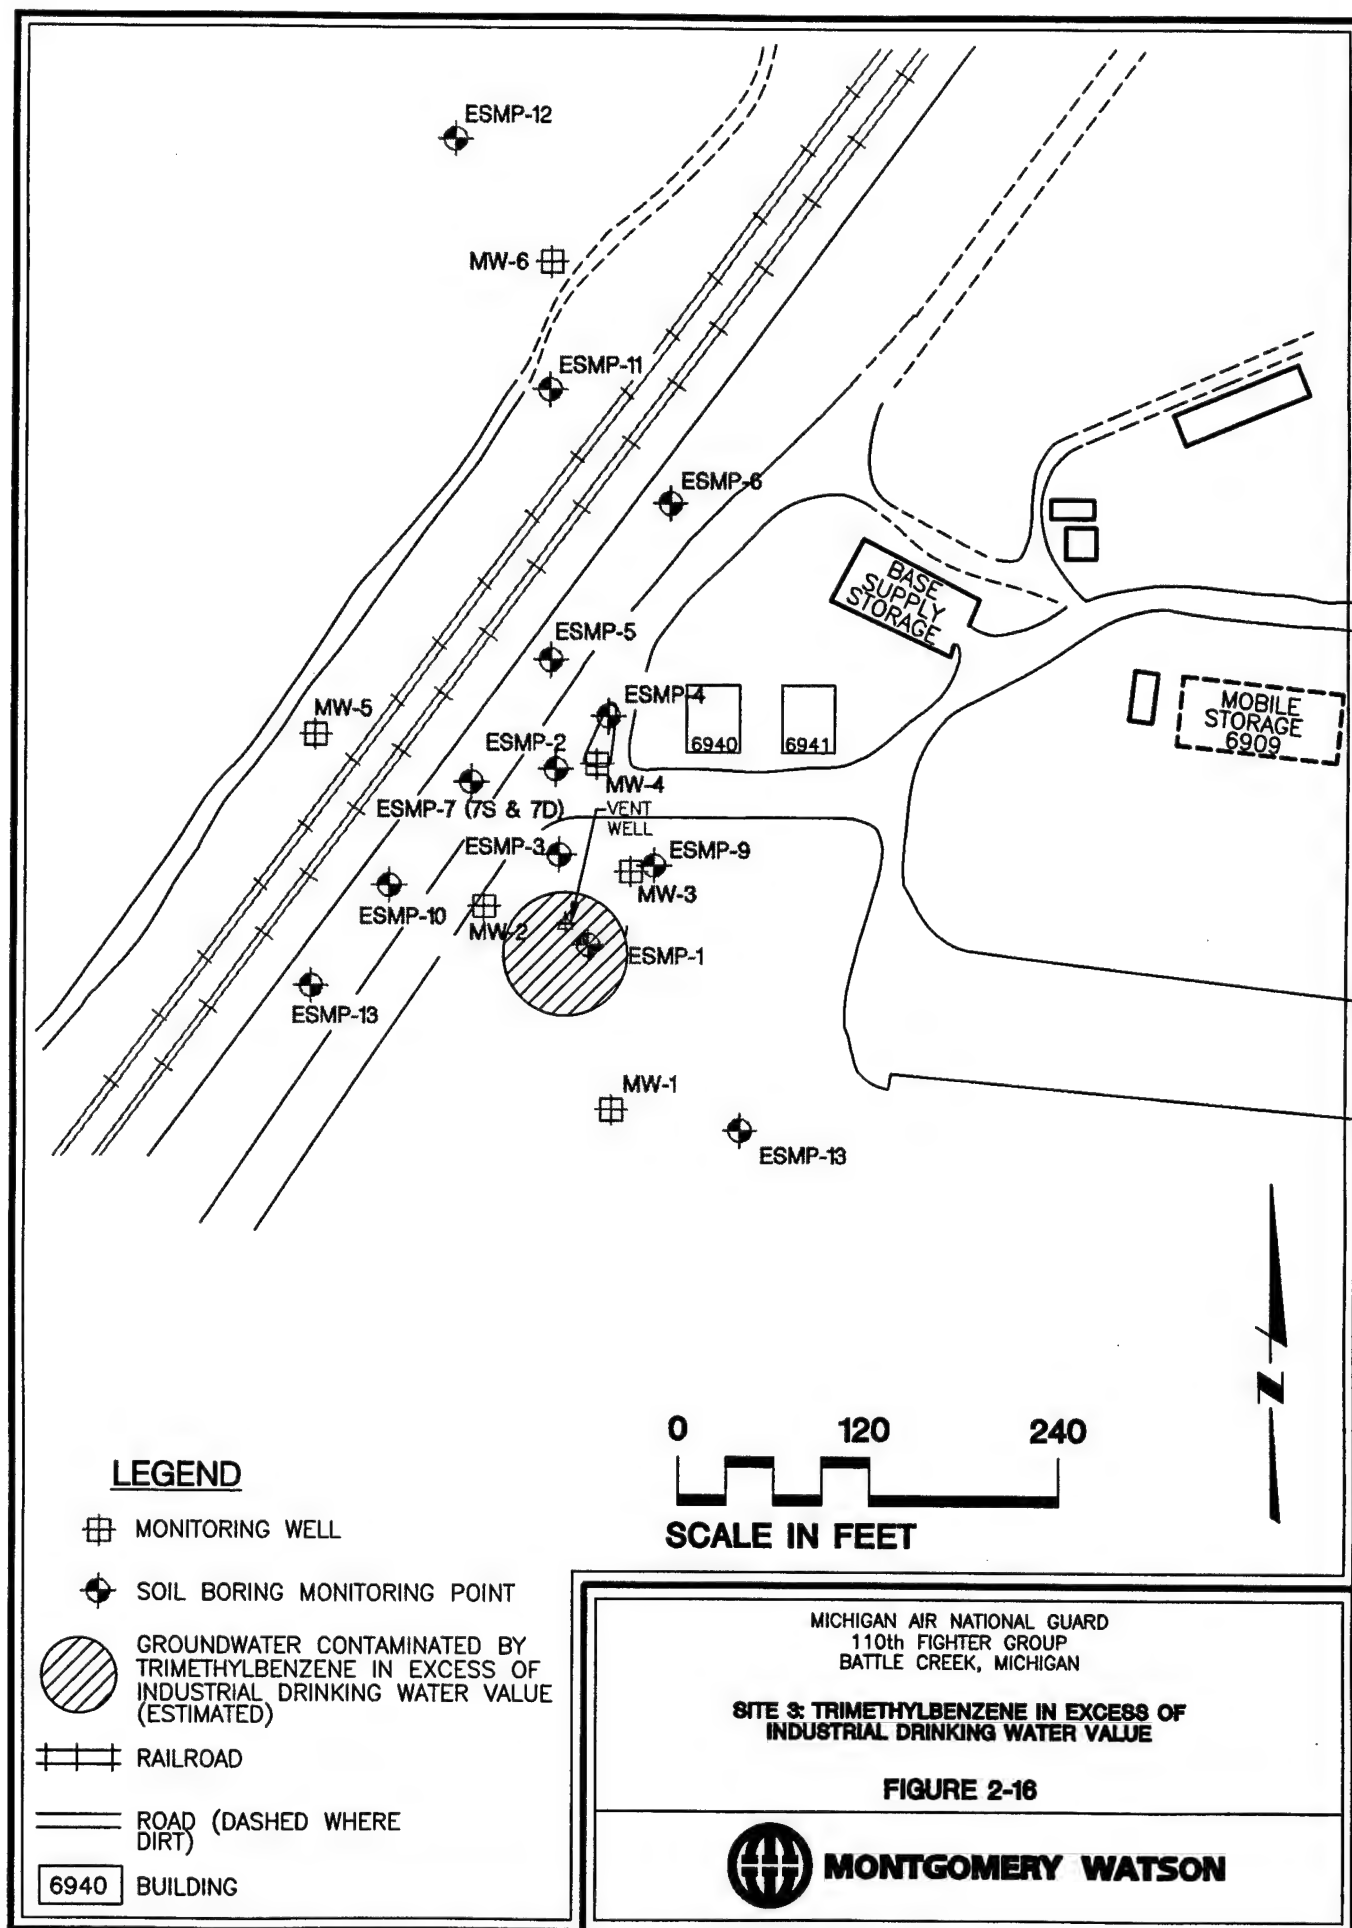 ESMP-12
MW-6
ESMP-11
ESMP-6
BASE
SUPPLY
STORAGE
ESMP-5
MW-5
ESMP-4
6940
6941
MOBILE
STORAGE
6909
ESMP-2
MW-4
ESMP-7 (7S & 7D)
VENT
WELL
ESMP-3
ESMP-9
MW-3
ESMP-10
MW-2
ESMP-1
ESMP-13
MW-1
ESMP-13
N
0 120 240
SCALE IN FEET
LEGEND
MONITORING WELL
SOIL BORING MONITORING POINT
GROUNDWATER CONTAMINATED BY
TRIMETHYLBENZENE IN EXCESS OF
INDUSTRIAL DRINKING WATER VALUE
(ESTIMATED)
RAILROAD
ROAD (DASHED WHERE
DIRT)
6940 BUILDING
MICHIGAN AIR NATIONAL GUARD
110th FIGHTER GROUP
BATTLE CREEK, MICHIGAN
SITE 3: TRIMETHYLBENZENE IN EXCESS OF
INDUSTRIAL DRINKING WATER VALUE
FIGURE 2-16
MONTGOMERY WATSON